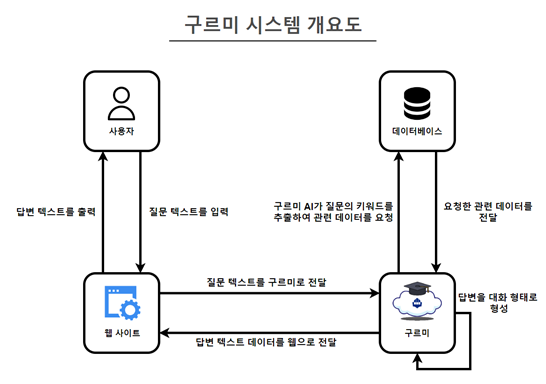 구르미 시스템 개요도
사용자
데이터베이스
답변 텍스트를 출력
질문 텍스트를 입력
구르미 AI가 질문의 키워드를
추출하여 관련 데이터를 요청
요청한 관련 데이터를
전달
질문 텍스트를 구르미로 전달
답변을 대화 형태로
형성
웹 사이트
구르미
답변 텍스트 데이터를 웹으로 전달